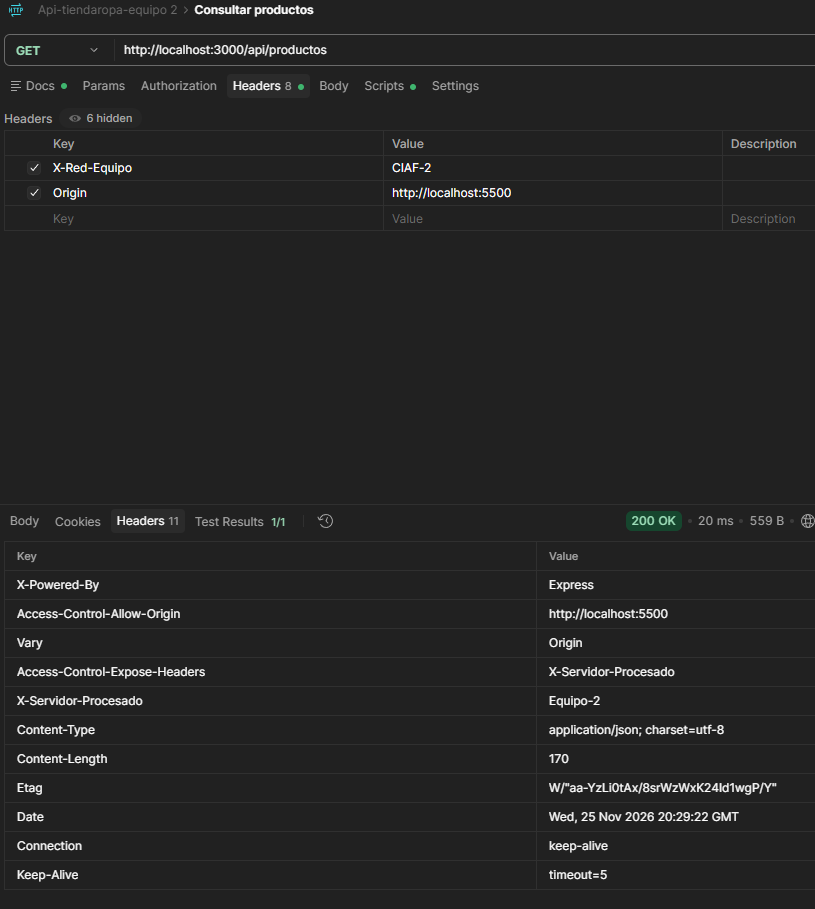 HTTP Api-tiendaropa-equipo 2 > Consultar productos
GET http://localhost:3000/api/productos
Docs Params Authorization Headers 8 Body Scripts Settings
Headers 6 hidden
Key Value Description
X-Red-Equipo CIAF-2
Origin http://localhost:5500
Key Value Description
Body Cookies Headers 11 Test Results 1/1 200 OK 20 ms 559 B
Key Value
X-Powered-By Express
Access-Control-Allow-Origin http://localhost:5500
Vary Origin
Access-Control-Expose-Headers X-Servidor-Procesado
X-Servidor-Procesado Equipo-2
Content-Type application/json; charset=utf-8
Content-Length 170
Etag W/"aa-YzLi0tAx/8srWzWxK24Id1wgP/Y"
Date Wed, 25 Nov 2026 20:29:22 GMT
Connection keep-alive
Keep-Alive timeout=5